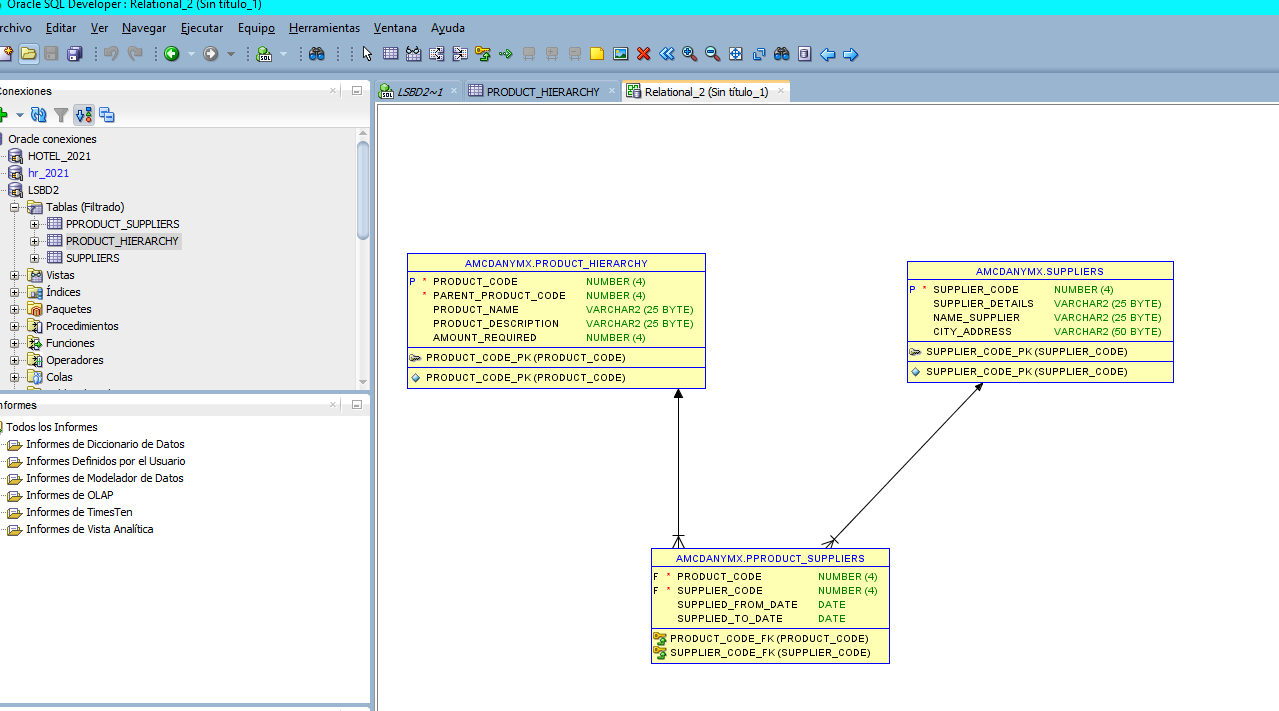 Oracle SQL Developer : Relational_2 (Sin título_1)
rchivo Editar Ver Navegar Ejecutar Equipo Herramientas Ventana Ayuda
Conexiones
LSBD2~1 PRODUCT_HIERARCHY Relational_2 (Sin título_1)
Oracle conexiones
HOTEL_2021
hr_2021
LSBD2
Tablas (Filtrado)
PPRODUCT_SUPPLIERS
PRODUCT_HIERARCHY
SUPPLIERS
Vistas
Índices
Paquetes
Procedimientos
Funciones
Operadores
Colas
nformes
Todos los Informes
Informes de Diccionario de Datos
Informes Definidos por el Usuario
Informes de Modelador de Datos
Informes de OLAP
Informes de TimesTen
Informes de Vista Analítica
AMCDANYMX.PRODUCT_HIERARCHY
P * PRODUCT_CODE NUMBER (4)
* PARENT_PRODUCT_CODE NUMBER (4)
PRODUCT_NAME VARCHAR2 (25 BYTE)
PRODUCT_DESCRIPTION VARCHAR2 (25 BYTE)
AMOUNT_REQUIRED NUMBER (4)
PRODUCT_CODE_PK (PRODUCT_CODE)
PRODUCT_CODE_PK (PRODUCT_CODE)
AMCDANYMX.SUPPLIERS
P * SUPPLIER_CODE NUMBER (4)
SUPPLIER_DETAILS VARCHAR2 (25 BYTE)
NAME_SUPPLIER VARCHAR2 (25 BYTE)
CITY_ADDRESS VARCHAR2 (50 BYTE)
SUPPLIER_CODE_PK (SUPPLIER_CODE)
SUPPLIER_CODE_PK (SUPPLIER_CODE)
AMCDANYMX.PPRODUCT_SUPPLIERS
F * PRODUCT_CODE NUMBER (4)
F * SUPPLIER_CODE NUMBER (4)
SUPPLIED_FROM_DATE DATE
SUPPLIED_TO_DATE DATE
PRODUCT_CODE_FK (PRODUCT_CODE)
SUPPLIER_CODE_FK (SUPPLIER_CODE)